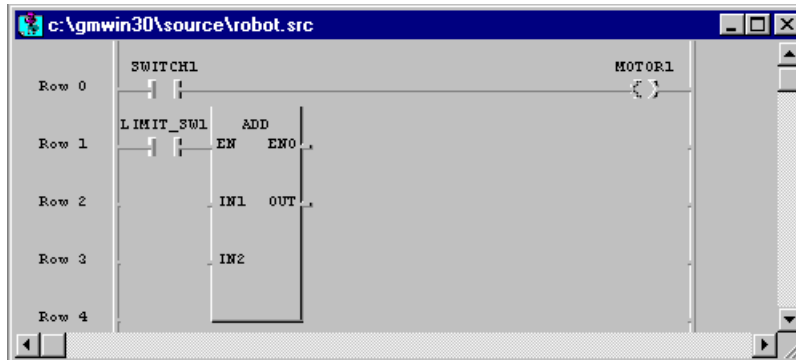 c:\gmwin30\source\robot.src
SWITCH1 MOTOR1
Row 0
LIMIT_SW1 ADD
Row 1 EN ENO
Row 2 IN1 OUT
Row 3 IN2
Row 4